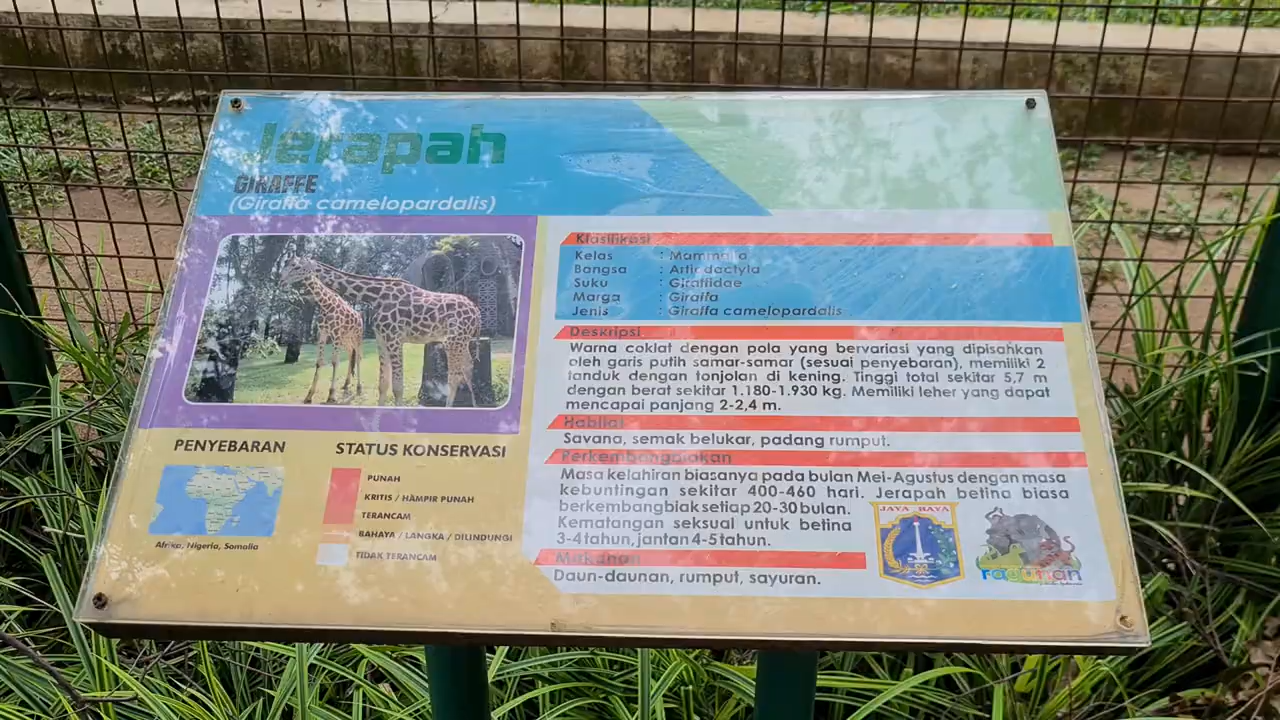 Jerapah
GIRAFFE
(Giraffa camelopardalis)
Klasifikasi
Kelas : Mammalia
Bangsa : Artiodactyla
Suku : Giraffidae
Marga : Giraffa
Jenis : Giraffa camelopardalis
Deskripsi
Warna coklat dengan pola yang bervariasi yang dipisahkan
oleh garis putih samar-samar (sesuai penyebaran), memiliki 2
tanduk dengan tonjolan di kening. Tinggi total sekitar 5,7 m
dengan berat sekitar 1.180-1.930 kg. Memiliki leher yang dapat
mencapai panjang 2-2,4 m.
Habitat
Savana, semak belukar, padang rumput.
Perkembangbiakan
Masa kelahiran biasanya pada bulan Mei-Agustus dengan masa
kebuntingan sekitar 400-460 hari. Jerapah betina biasa
berkembangbiak setiap 20-30 bulan.
Kematangan seksual untuk betina
3-4 tahun, jantan 4-5 tahun.
Makanan
Daun-daunan, rumput, sayuran.
PENYEBARAN
Afrika, Nigeria, Somalia
STATUS KONSERVASI
PUNAH
KRITIS / HAMPIR PUNAH
TERANCAM
BAHAYA / LANGKA / DILINDUNGI
TIDAK TERANCAM
JAYA RAYA
ragunan